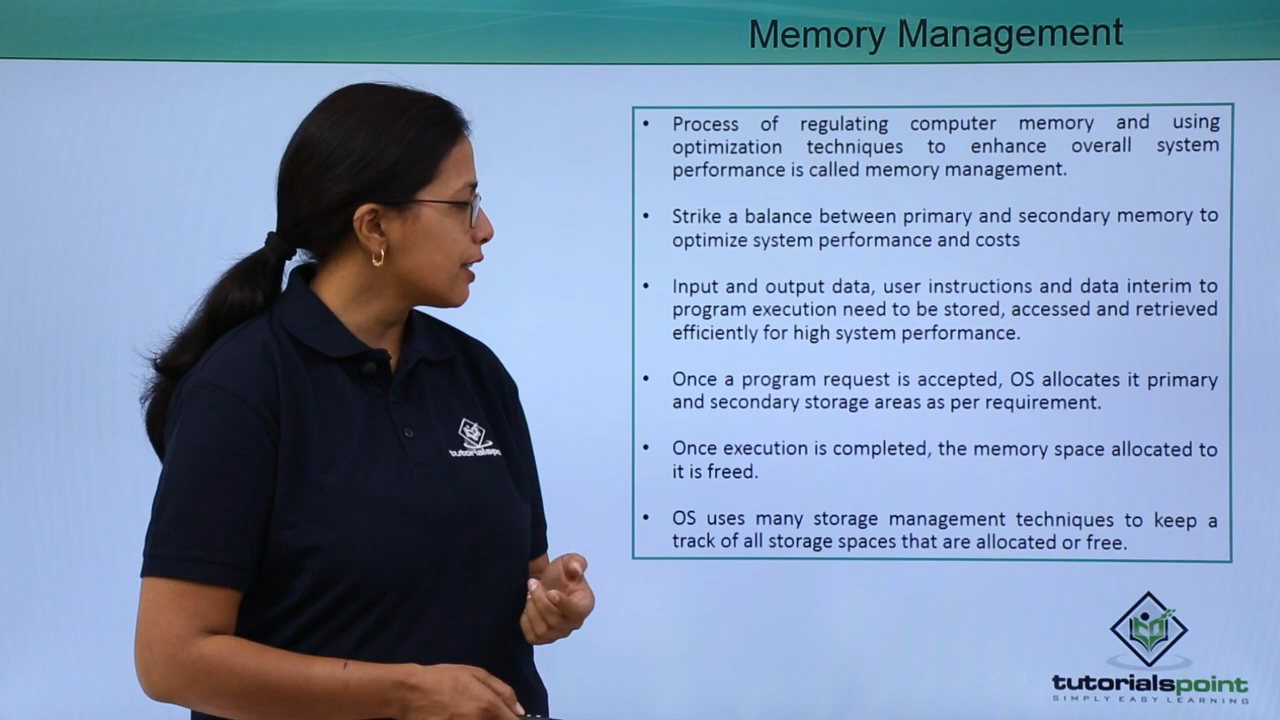 Memory Management
• Process of regulating computer memory and using
optimization techniques to enhance overall system
performance is called memory management.
• Strike a balance between primary and secondary memory to
optimize system performance and costs
• Input and output data, user instructions and data interim to
program execution need to be stored, accessed and retrieved
efficiently for high system performance.
• Once a program request is accepted, OS allocates it primary
and secondary storage areas as per requirement.
• Once execution is completed, the memory space allocated to
it is freed.
• OS uses many storage management techniques to keep a
track of all storage spaces that are allocated or free.
tutorialspoint
tutorialspoint
SIMPLY EASY LEARNING